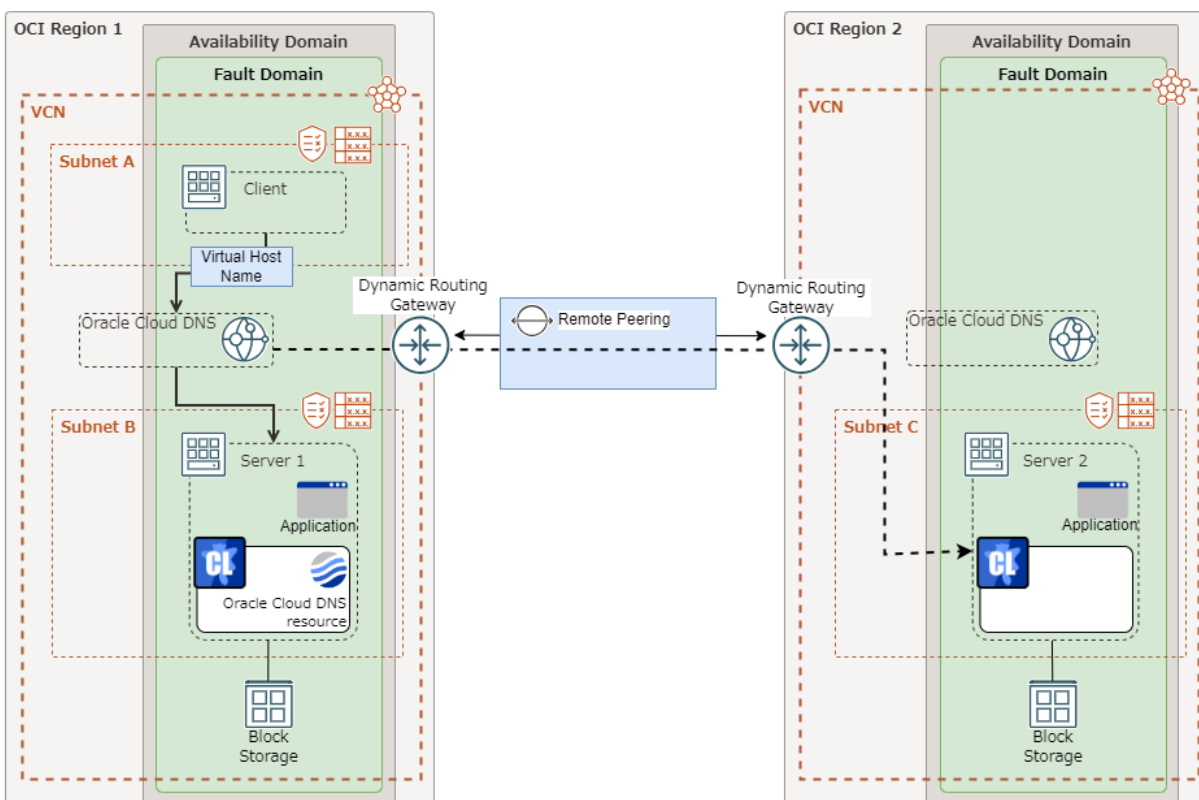 OCI Region 1
Availability Domain
Fault Domain
VCN
Subnet A
x.x.x.
x.x.x.
x.x.x.
Client
Virtual Host
Name
Oracle Cloud DNS
Subnet B
x.x.x.
x.x.x.
x.x.x.
Server 1
Application
CL
Oracle Cloud DNS
resource
Block
Storage
Dynamic Routing
Gateway
Remote Peering
Dynamic Routing
Gateway
OCI Region 2
Availability Domain
Fault Domain
VCN
Oracle Cloud DNS
Subnet C
x.x.x.
x.x.x.
x.x.x.
Server 2
Application
CL
Block
Storage